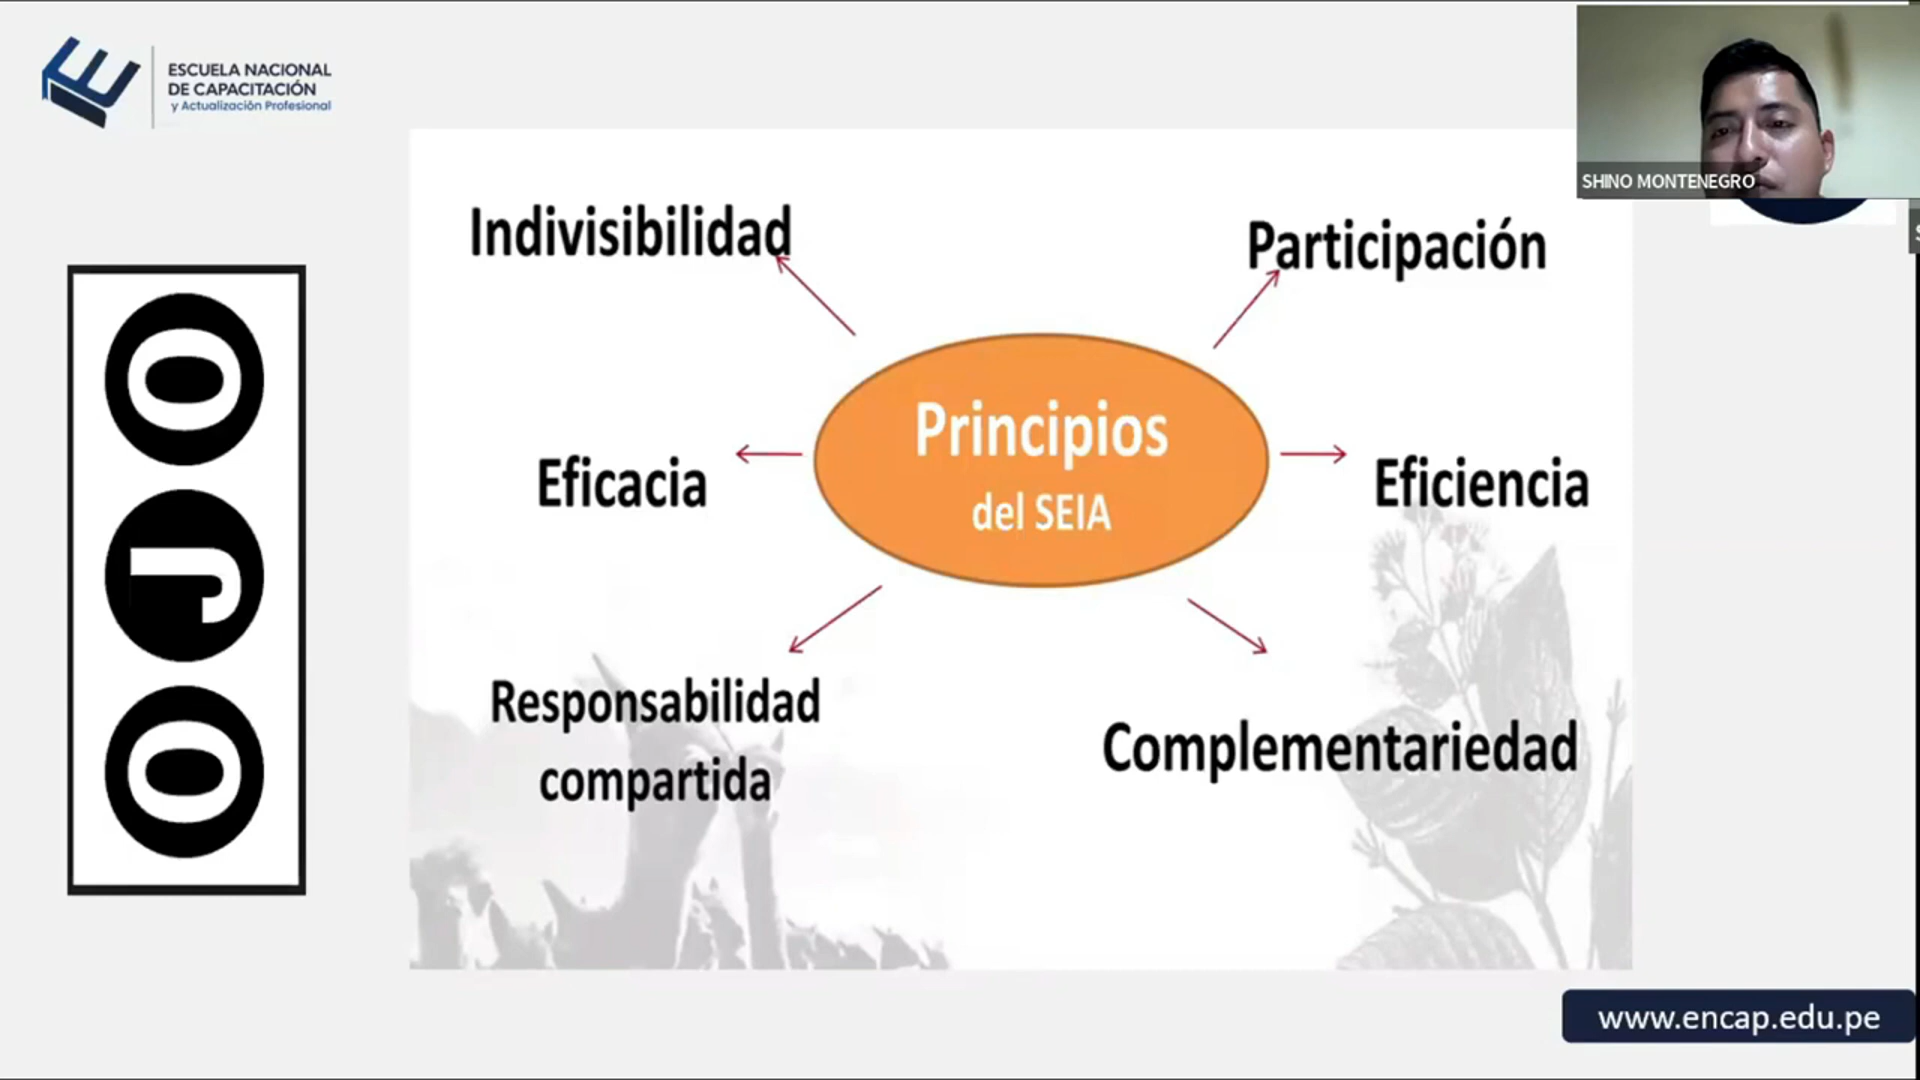 ESCUELA NACIONAL
DE CAPACITACIÓN
y Actualización Profesional
SHINO MONTENEGRO
Indivisibilidad
Participación
OJO
Principios
del SEIA
Eficacia
Eficiencia
Responsabilidad
compartida
Complementariedad
www.encap.edu.pe